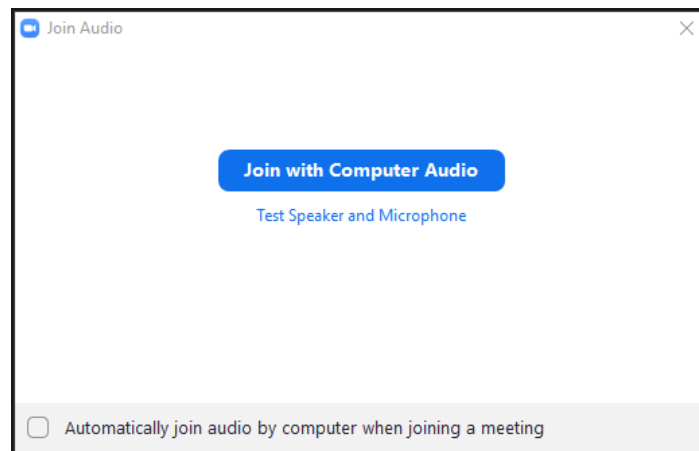 Join Audio
Join with Computer Audio
Test Speaker and Microphone
Automatically join audio by computer when joining a meeting